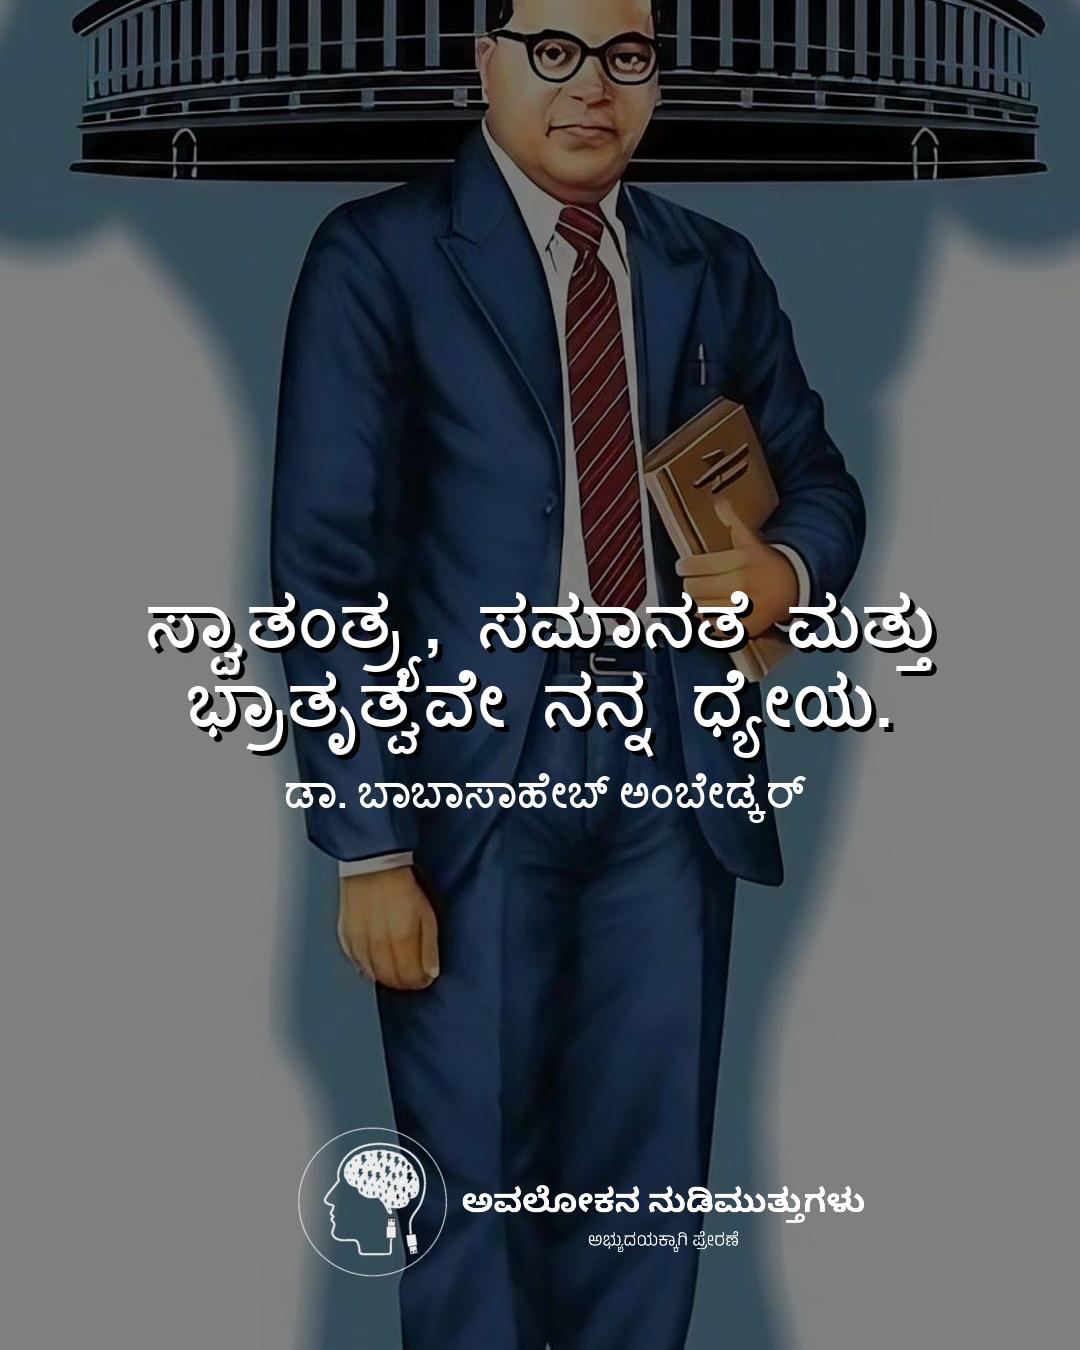 ಸ್ವಾತಂತ್ರ್ಯ, ಸಮಾನತೆ ಮತ್ತು
ಭ್ರಾತೃತ್ವವೇ ನನ್ನ ಧ್ಯೇಯ.
ಡಾ. ಬಾಬಾಸಾಹೇಬ್ ಅಂಬೇಡ್ಕರ್
ಅವಲೋಕನ ನುಡಿಮುತ್ತುಗಳು
ಅಭ್ಯುದಯಕ್ಕಾಗಿ ಪ್ರೇರಣೆ